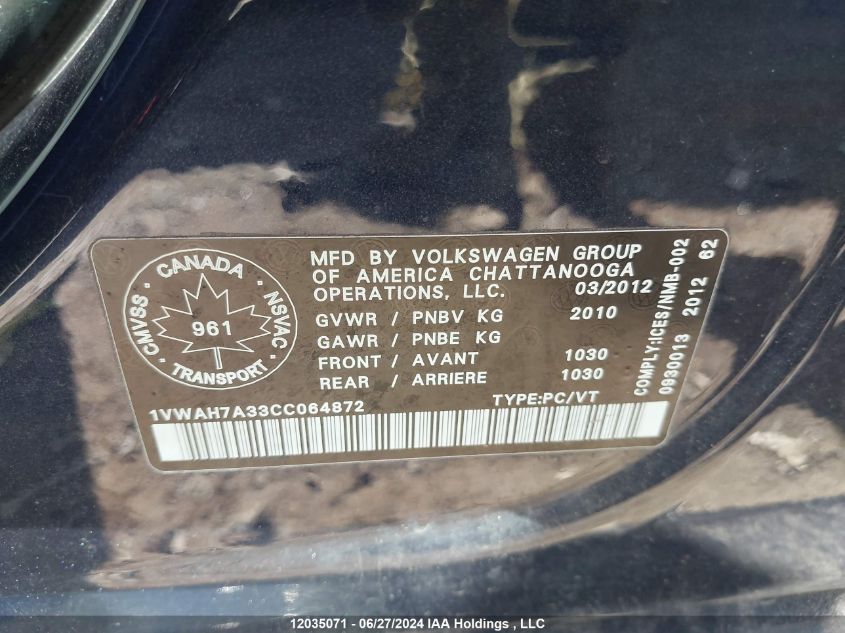 CANADA
CMVSS
NSVAC
961
TRANSPORT
MFD BY VOLKSWAGEN GROUP
OF AMERICA CHATTANOOGA
OPERATIONS, LLC. 03/2012
GVWR / PNBV KG 2010
GAWR / PNBE KG
FRONT / AVANT 1030
REAR / ARRIERE 1030
1VWAH7A33CC064872 TYPE:PC/VT
COMPLY:ICES/NMB-002
0930013 2012 62
12035071 - 06/27/2024 IAA Holdings , LLC